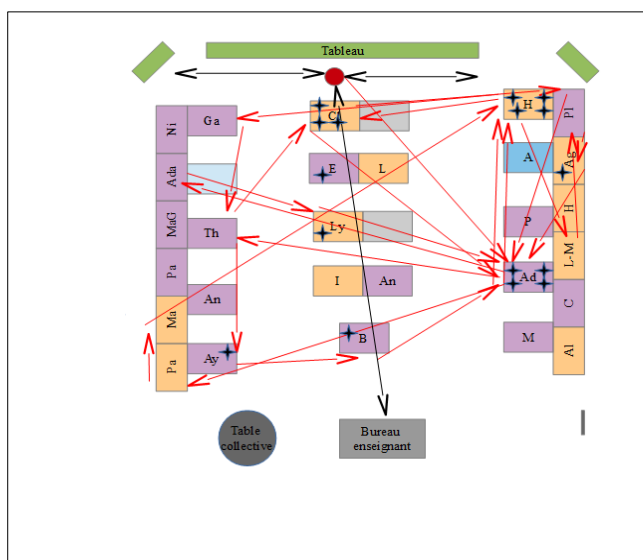 Tableau
Ni
Ga
H
Pl
E
L
A
Ag
Ada
Ly
P
H
MaG
Th
I
An
Ad
L-M
Pa
An
B
M
C
Ma
Ay
Al
Pa
Table
collective
Bureau
enseignant